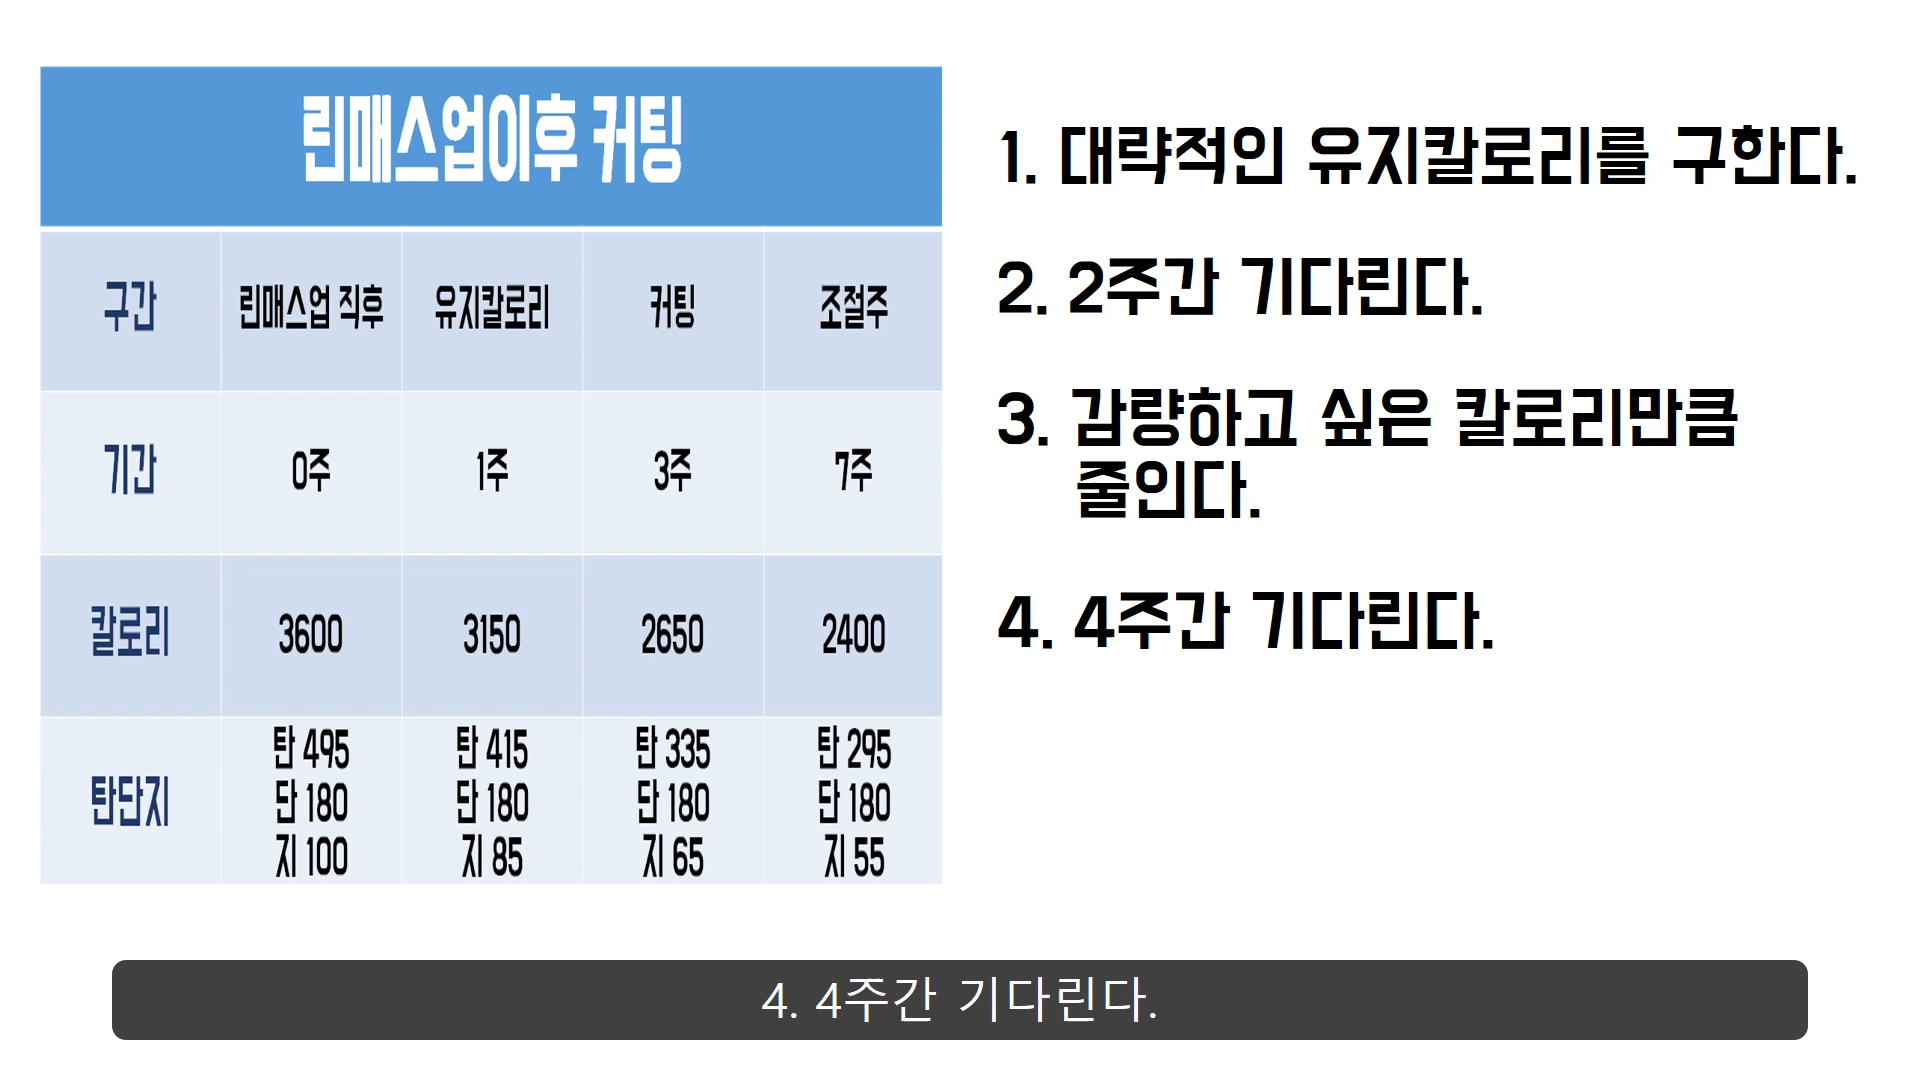 린매스업이후 커팅
구간 린매스업 직후 유지칼로리 커팅 조절주
기간 0주 1주 3주 7주
칼로리 3600 3150 2650 2400
탄단지
탄 495 탄 415 탄 335 탄 295
단 180 단 180 단 180 단 180
지 100 지 85 지 65 지 55
1. 대략적인 유지칼로리를 구한다.
2. 2주간 기다린다.
3. 감량하고 싶은 칼로리만큼
줄인다.
4. 4주간 기다린다.
4. 4주간 기다린다.